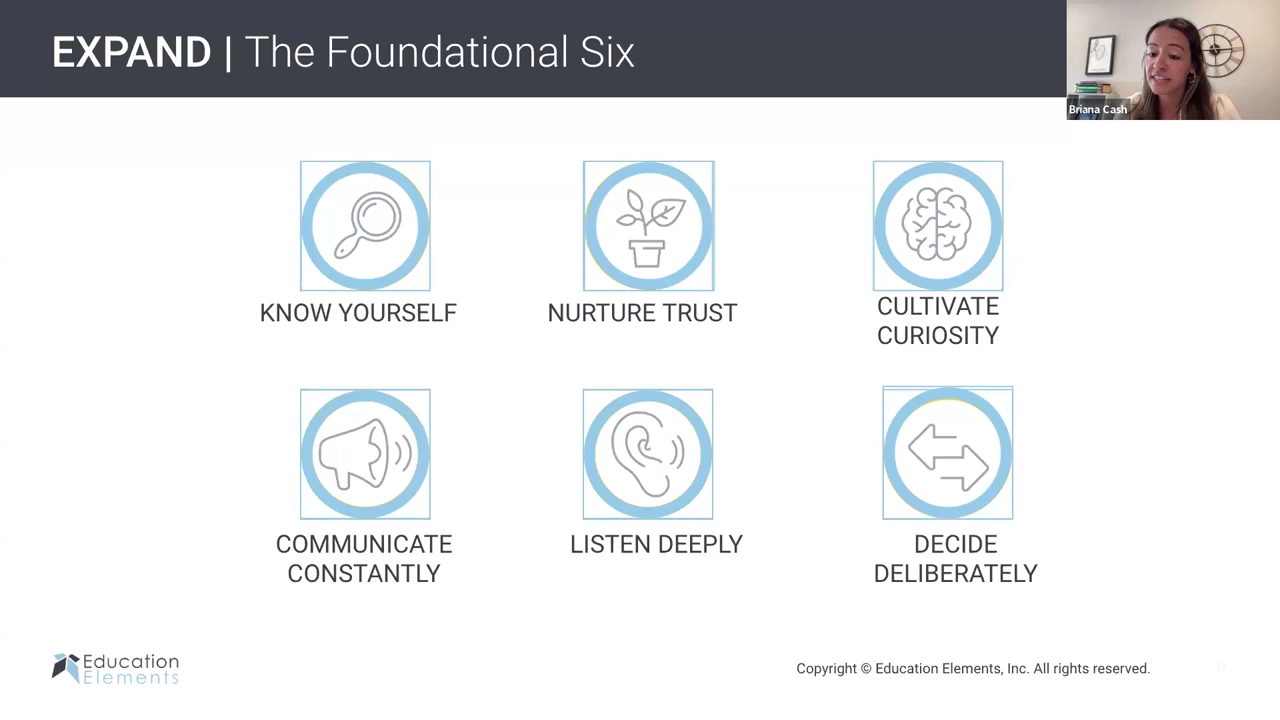 EXPAND | The Foundational Six
Briana Cash
KNOW YOURSELF
NURTURE TRUST
CULTIVATE
CURIOSITY
COMMUNICATE
CONSTANTLY
LISTEN DEEPLY
DECIDE
DELIBERATELY
Education
Elements
Copyright © Education Elements, Inc. All rights reserved.